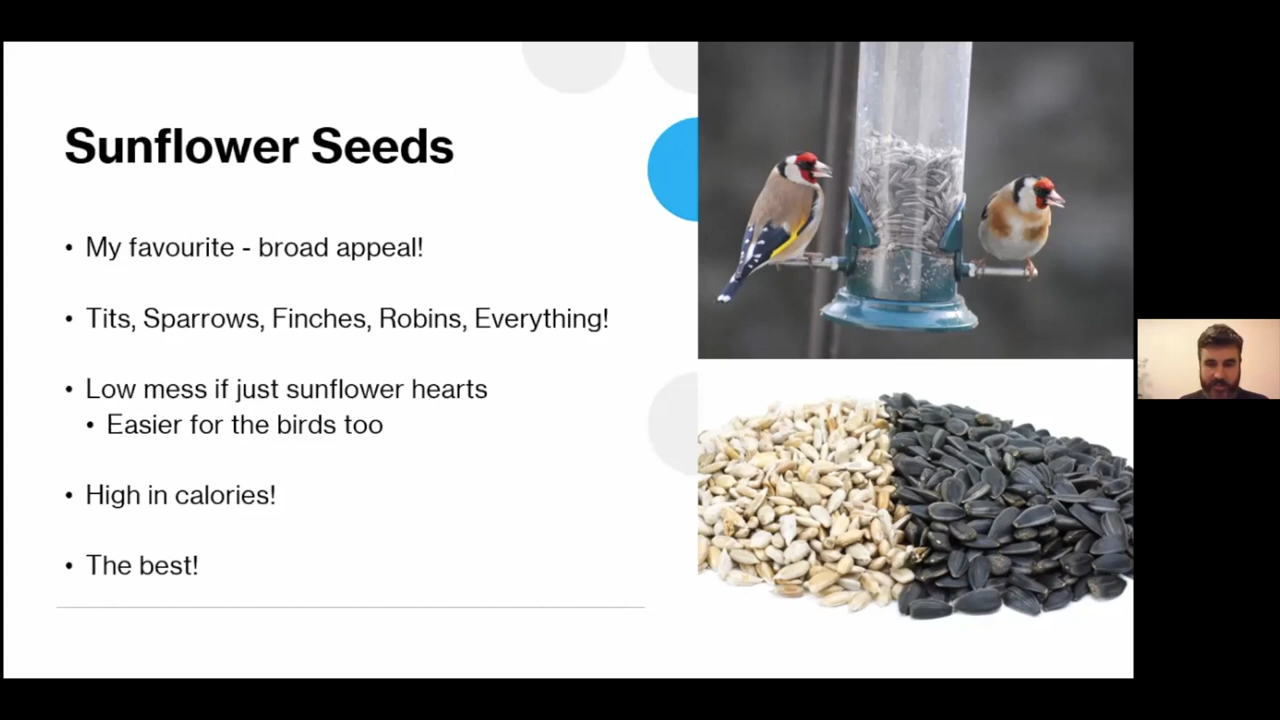 Sunflower Seeds
• My favourite - broad appeal!
• Tits, Sparrows, Finches, Robins, Everything!
• Low mess if just sunflower hearts
• Easier for the birds too
• High in calories!
• The best!